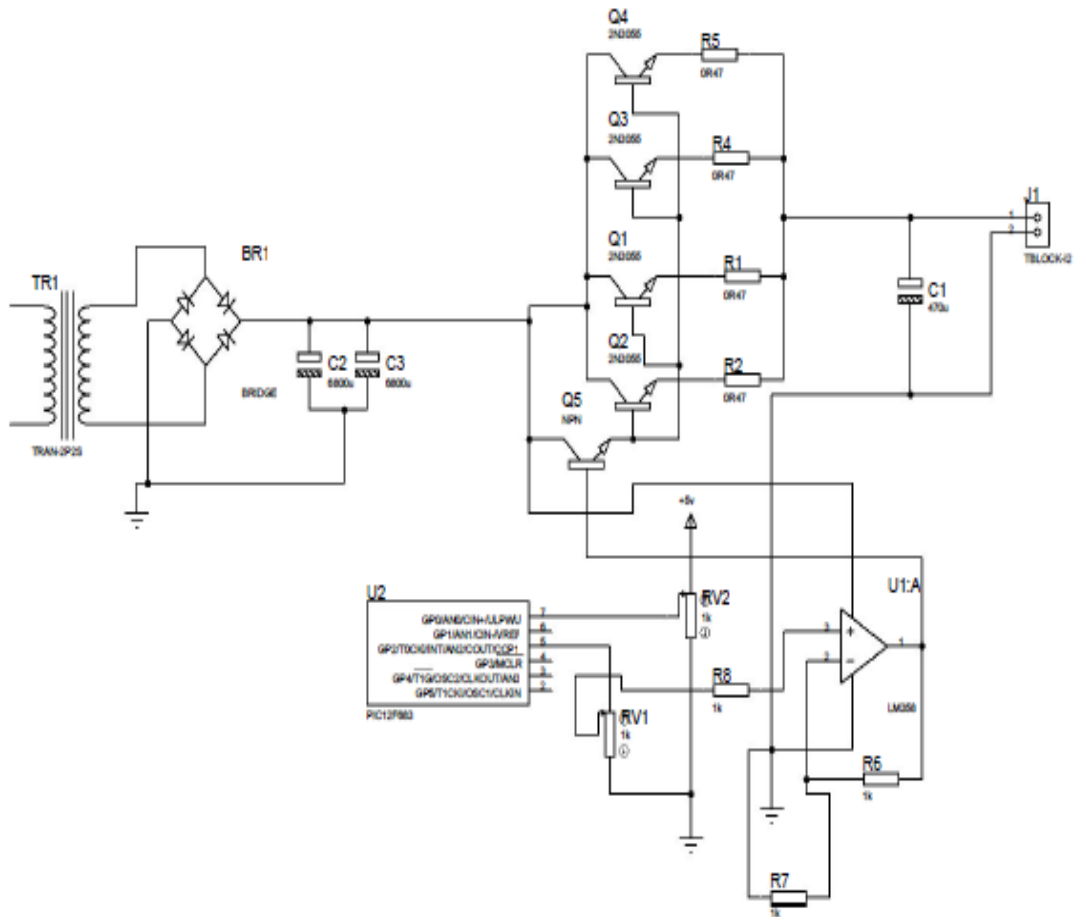 Q4
2N3055
R5
0R47
Q3
2N3055
R4
0R47
J1
1
2
TBLOCK-I2
Q1
2N3055
R1
0R47
BR1
TR1
C1
470u
Q2
2N3055
R2
0R47
C2
6800u
C3
6800u
BRIDGE
Q5
NPN
TRAN-2P2S
+5v
U2
GP0/AN0/CIN+/ULPWU
GP1/AN1/CIN-/VREF
GP2/T0CKI/INT/AN2/COUT/CCP1
GP3/MCLR
GP4/T1G/OSC2/CLKOUT/AN3
GP5/T1CKI/OSC1/CLKIN
7
6
5
4
3
2
PIC12F683
RV2
1k
U1:A
3
2
1
+
−
LM358
R8
1k
RV1
1k
R6
1k
R7
1k